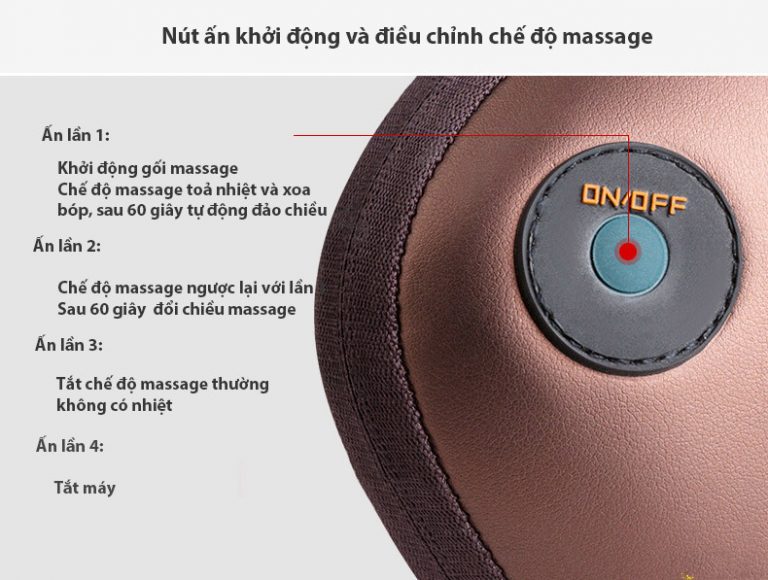 Nút ấn khởi động và điều chỉnh chế độ massage
Ấn lần 1:
Khởi động gối massage
Chế độ massage toả nhiệt và xoa
bóp, sau 60 giây tự động đảo chiều
ON/OFF
Ấn lần 2:
Chế độ massage ngược lại với lần
Sau 60 giây đổi chiều massage
Ấn lần 3:
Tắt chế độ massage thường
không có nhiệt
Ấn lần 4:
Tắt máy